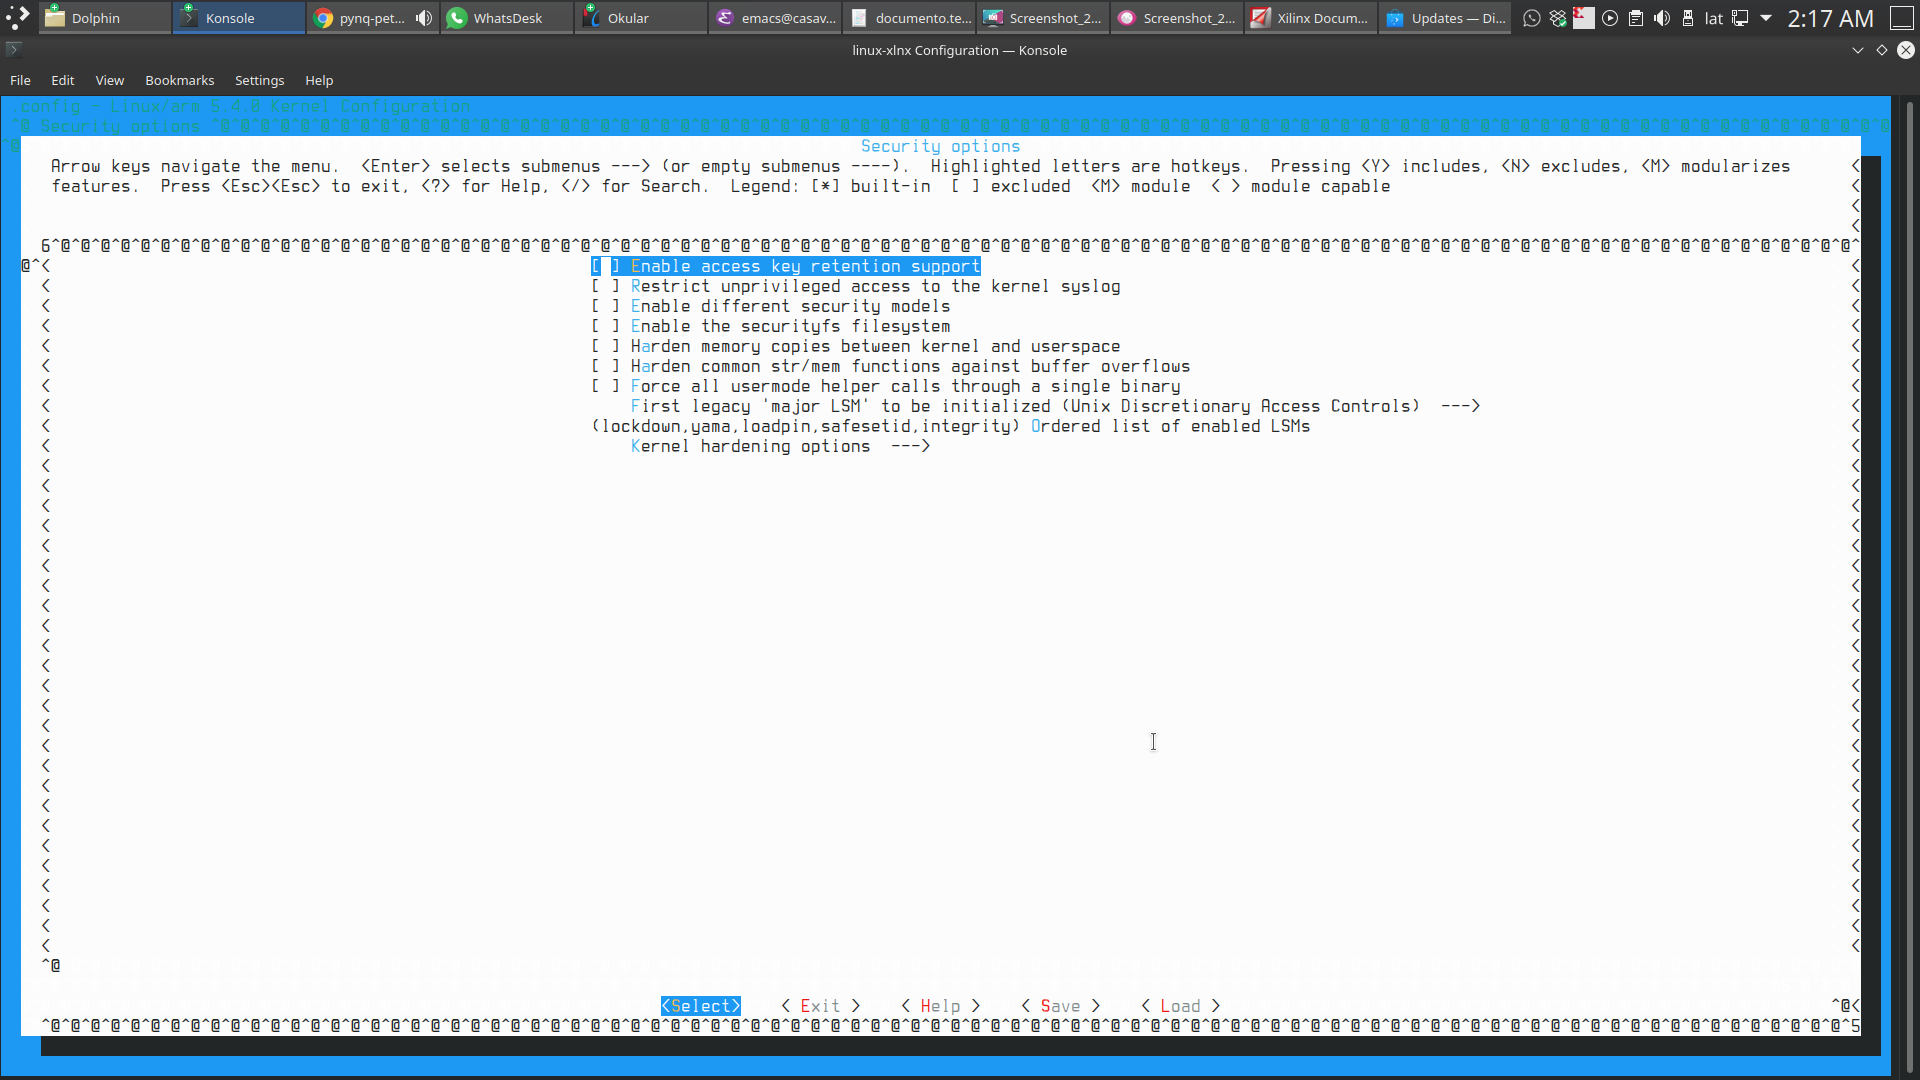 Dolphin Konsole pynq-pet... WhatsDesk Okular emacs@casav... documento.te... Screenshot_2... Screenshot_2... Xilinx Docum... Updates — Di... lat 2:17 AM
linux-xlnx Configuration — Konsole
File Edit View Bookmarks Settings Help
.config - Linux/arm 5.4.0 Kernel Configuration
Security options
Security options
Arrow keys navigate the menu.  <Enter> selects submenus ---> (or empty submenus ----).  Highlighted letters are hotkeys.  Pressing <Y> includes, <N> excludes, <M> modularizes
features.  Press <Esc><Esc> to exit, <?> for Help, </> for Search.  Legend: [*] built-in  [ ] excluded  <M> module  < > module capable
[ ] Enable access key retention support
[ ] Restrict unprivileged access to the kernel syslog
[ ] Enable different security models
[ ] Enable the securityfs filesystem
[ ] Harden memory copies between kernel and userspace
[ ] Harden common str/mem functions against buffer overflows
[ ] Force all usermode helper calls through a single binary
First legacy 'major LSM' to be initialized (Unix Discretionary Access Controls)  --->
(lockdown,yama,loadpin,safesetid,integrity) Ordered list of enabled LSMs
Kernel hardening options  --->
<Select> < Exit > < Help > < Save > < Load >